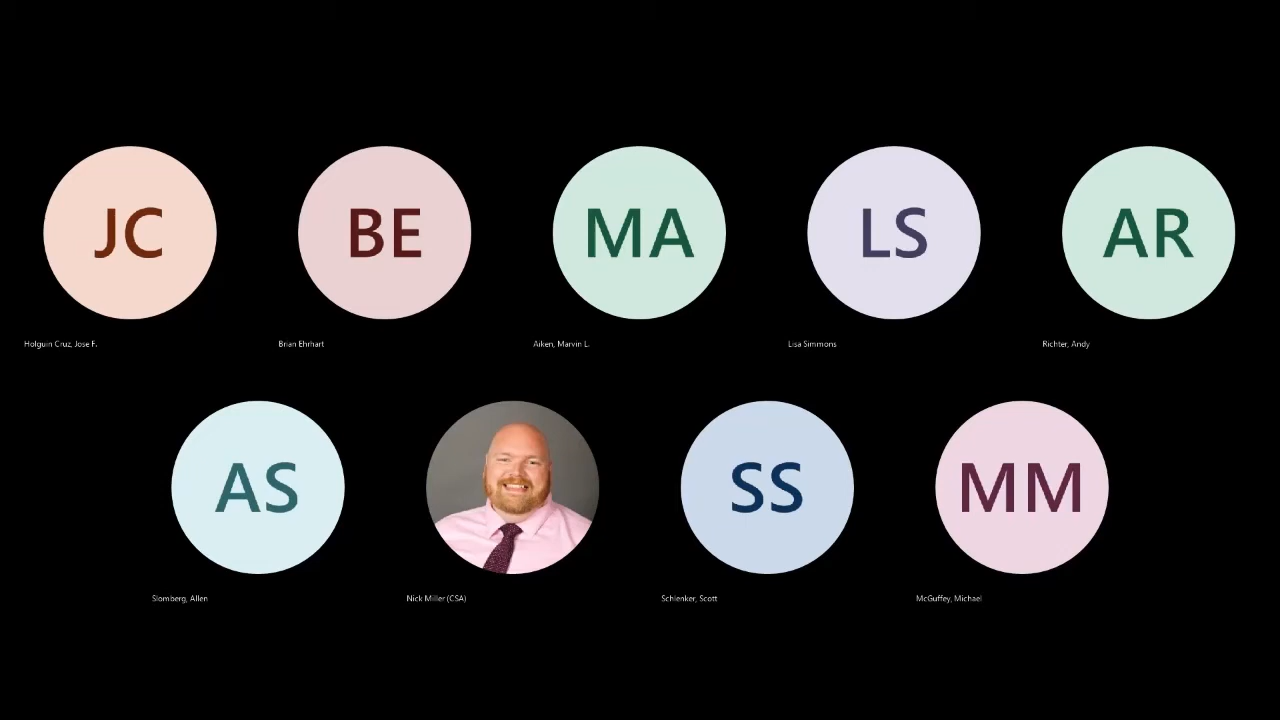 JC
BE
MA
LS
AR
Holguin Cruz, Jose F.
Brian Ehrhart
Aiken, Marvin L.
Lisa Simmons
Richter, Andy
AS
SS
MM
Slomberg, Allen
Nick Miller (CSA)
Schlenker, Scott
McGuffey, Michael